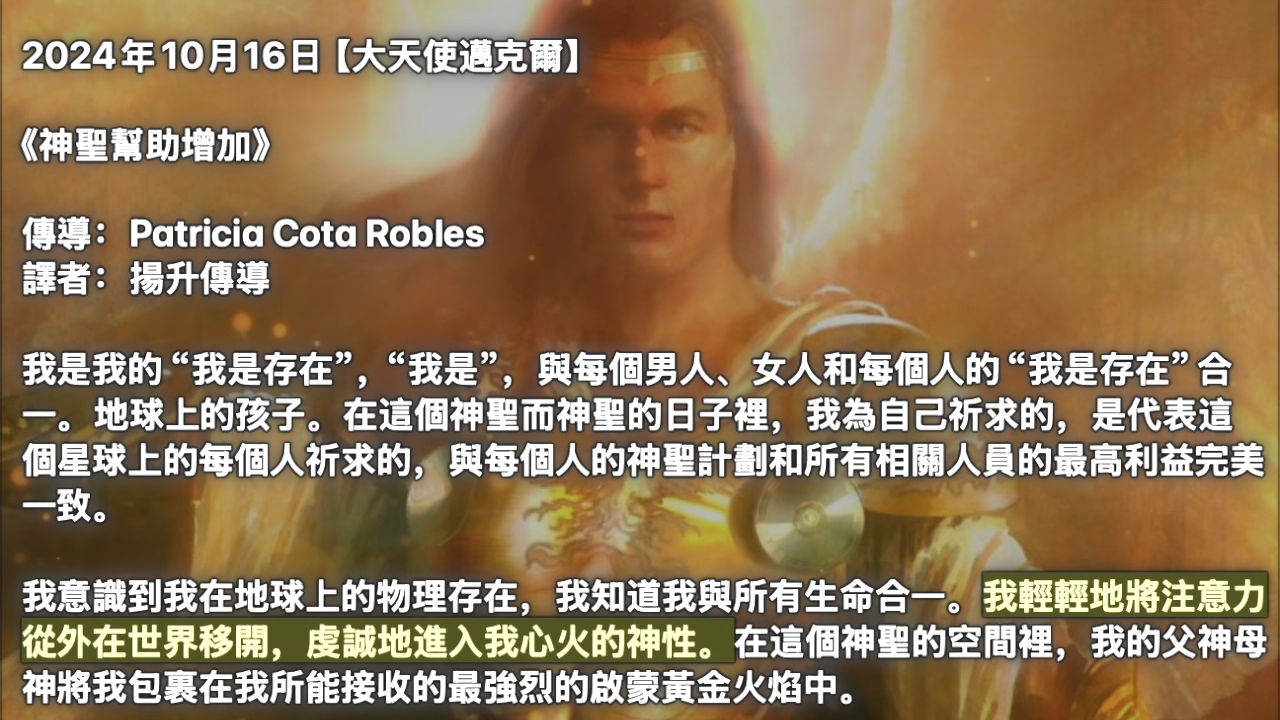 2024年10月16日【大天使邁克爾】
《神聖幫助增加》
傳導：Patricia Cota Robles
譯者：揚升傳導
我是我的“我是存在”，“我是”，與每個男人、女人和每個人的“我是存在”合
一。地球上的孩子。在這個神聖而神聖的日子裡，我為自己祈求的，是代表這
個星球上的每個人祈求的，與每個人的神聖計劃和所有相關人員的最高利益完美
一致。
我意識到我在地球上的物理存在，我知道我與所有生命合一。我輕輕地將注意力
從外在世界移開，虔誠地進入我心火的神性。在這個神聖的空間裡，我的父神母
神將我包裹在我所能接收的最強烈的啟蒙黃金火焰中。